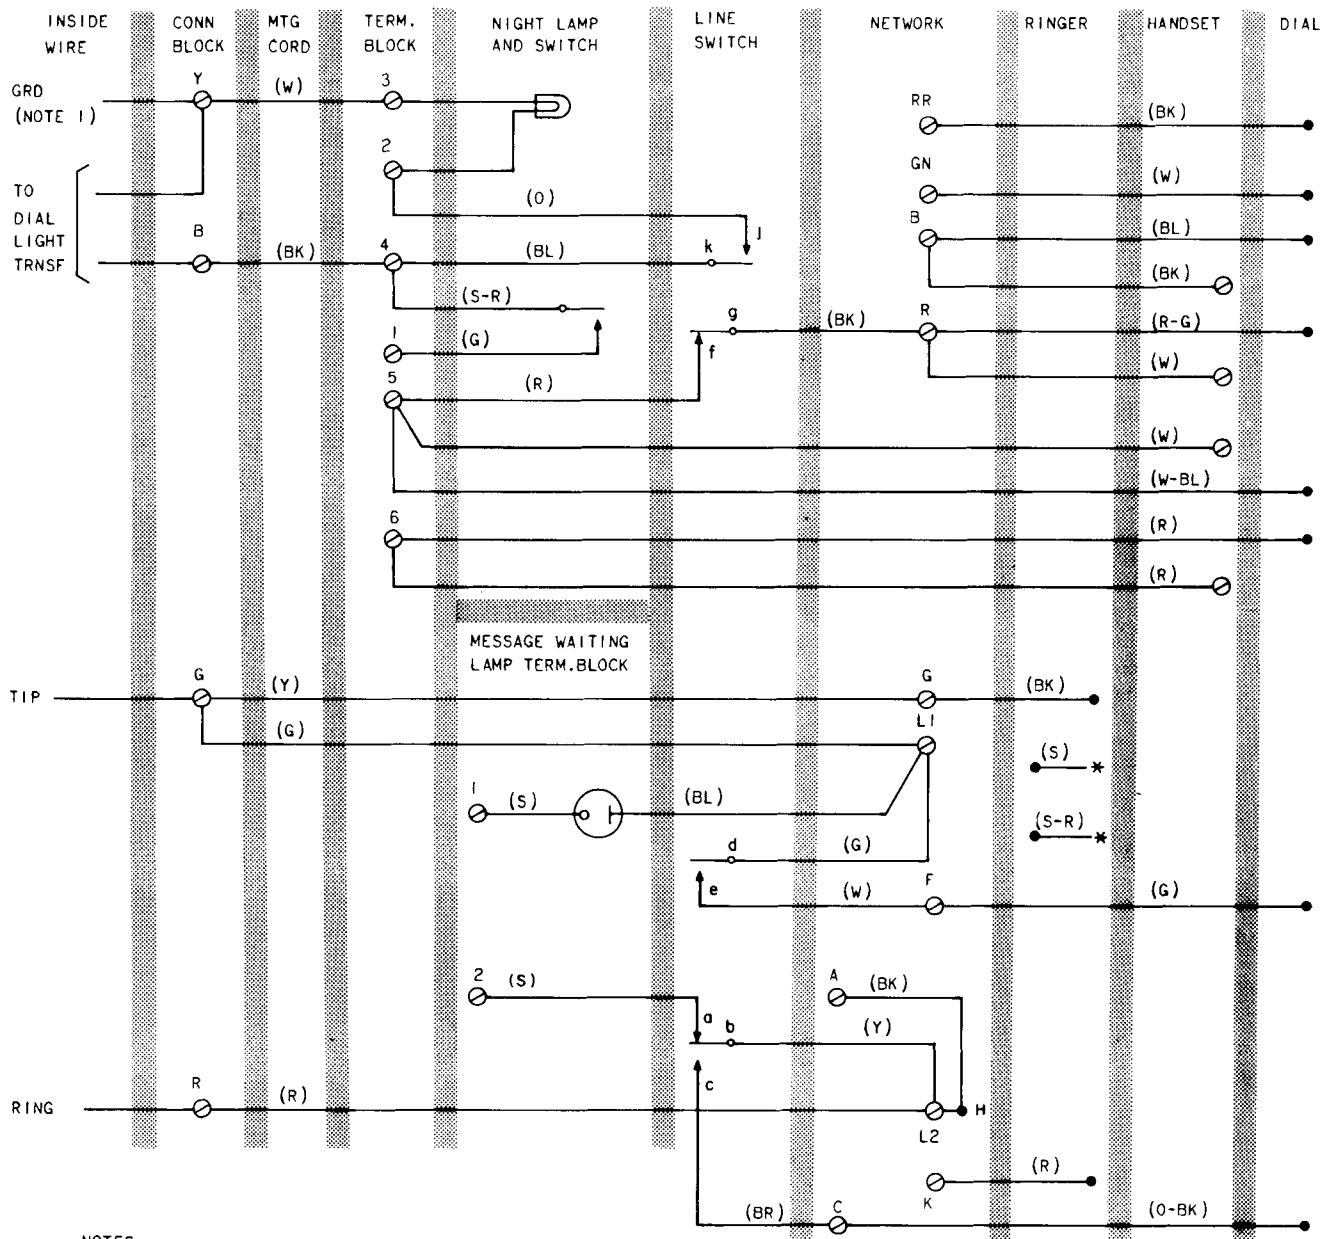 INSIDE WIRE
CONN BLOCK
MTG CORD
TERM. BLOCK
NIGHT LAMP AND SWITCH
LINE SWITCH
NETWORK
RINGER
HANDSET
DIAL
GRD
(NOTE 1)
Y
(W)
3
RR
(BK)
2
GN
(W)
TO
DIAL
LIGHT
TRNSF
(O)
j
B
(BL)
B
(BK)
4
(BL)
k
(BK)
(S-R)
g
(BK)
R
(R-G)
1
(G)
f
(W)
5
(R)
(W)
(W-BL)
6
(R)
(R)
MESSAGE WAITING
LAMP TERM. BLOCK
TIP
G
(Y)
G
(BK)
(G)
L1
(S)
*
1
(S)
(BL)
(S-R)
*
d
(G)
e
(W)
F
(G)
2
(S)
A
(BK)
a
b
(Y)
c
RING
R
(R)
H
L2
(R)
K
(BR)
C
(O-BK)
NOTES